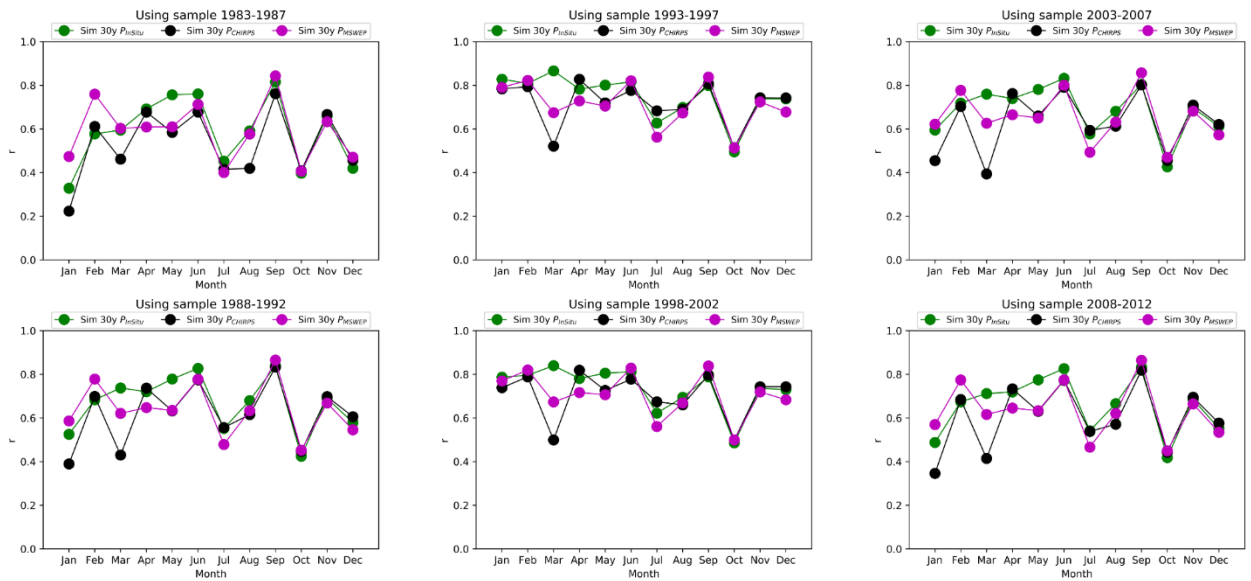 Using sample 1983-1987
Sim 30y P_InSitu Sim 30y P_CHIRPS Sim 30y P_MSWEP
1.0
0.8
0.6
0.4
0.2
0.0
r
Jan Feb Mar Apr May Jun Jul Aug Sep Oct Nov Dec
Month
Using sample 1993-1997
Sim 30y P_InSitu Sim 30y P_CHIRPS Sim 30y P_MSWEP
1.0
0.8
0.6
0.4
0.2
0.0
r
Jan Feb Mar Apr May Jun Jul Aug Sep Oct Nov Dec
Month
Using sample 2003-2007
Sim 30y P_InSitu Sim 30y P_CHIRPS Sim 30y P_MSWEP
1.0
0.8
0.6
0.4
0.2
0.0
r
Jan Feb Mar Apr May Jun Jul Aug Sep Oct Nov Dec
Month
Using sample 1988-1992
Sim 30y P_InSitu Sim 30y P_CHIRPS Sim 30y P_MSWEP
1.0
0.8
0.6
0.4
0.2
0.0
r
Jan Feb Mar Apr May Jun Jul Aug Sep Oct Nov Dec
Month
Using sample 1998-2002
Sim 30y P_InSitu Sim 30y P_CHIRPS Sim 30y P_MSWEP
1.0
0.8
0.6
0.4
0.2
0.0
r
Jan Feb Mar Apr May Jun Jul Aug Sep Oct Nov Dec
Month
Using sample 2008-2012
Sim 30y P_InSitu Sim 30y P_CHIRPS Sim 30y P_MSWEP
1.0
0.8
0.6
0.4
0.2
0.0
r
Jan Feb Mar Apr May Jun Jul Aug Sep Oct Nov Dec
Month